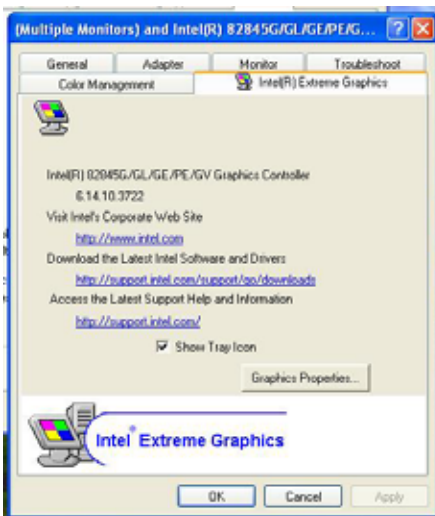 (Multiple Monitors) and Intel(R) 82845G/GL/GE/PE/G...
General Adapter Monitor Troubleshoot
Color Management Intel(R) Extreme Graphics
Intel(R) 82845G/GL/GE/PE/GV Graphics Controller
6.14.10.3722
Visit Intel's Corporate Web Site
http://www.intel.com
Download the Latest Intel Software and Drivers
http://support.intel.com/support/go/downloads
Access the Latest Support Help and Information
http://support.intel.com/
Show Tray Icon
Graphics Properties...
Intel® Extreme Graphics
OK Cancel Apply